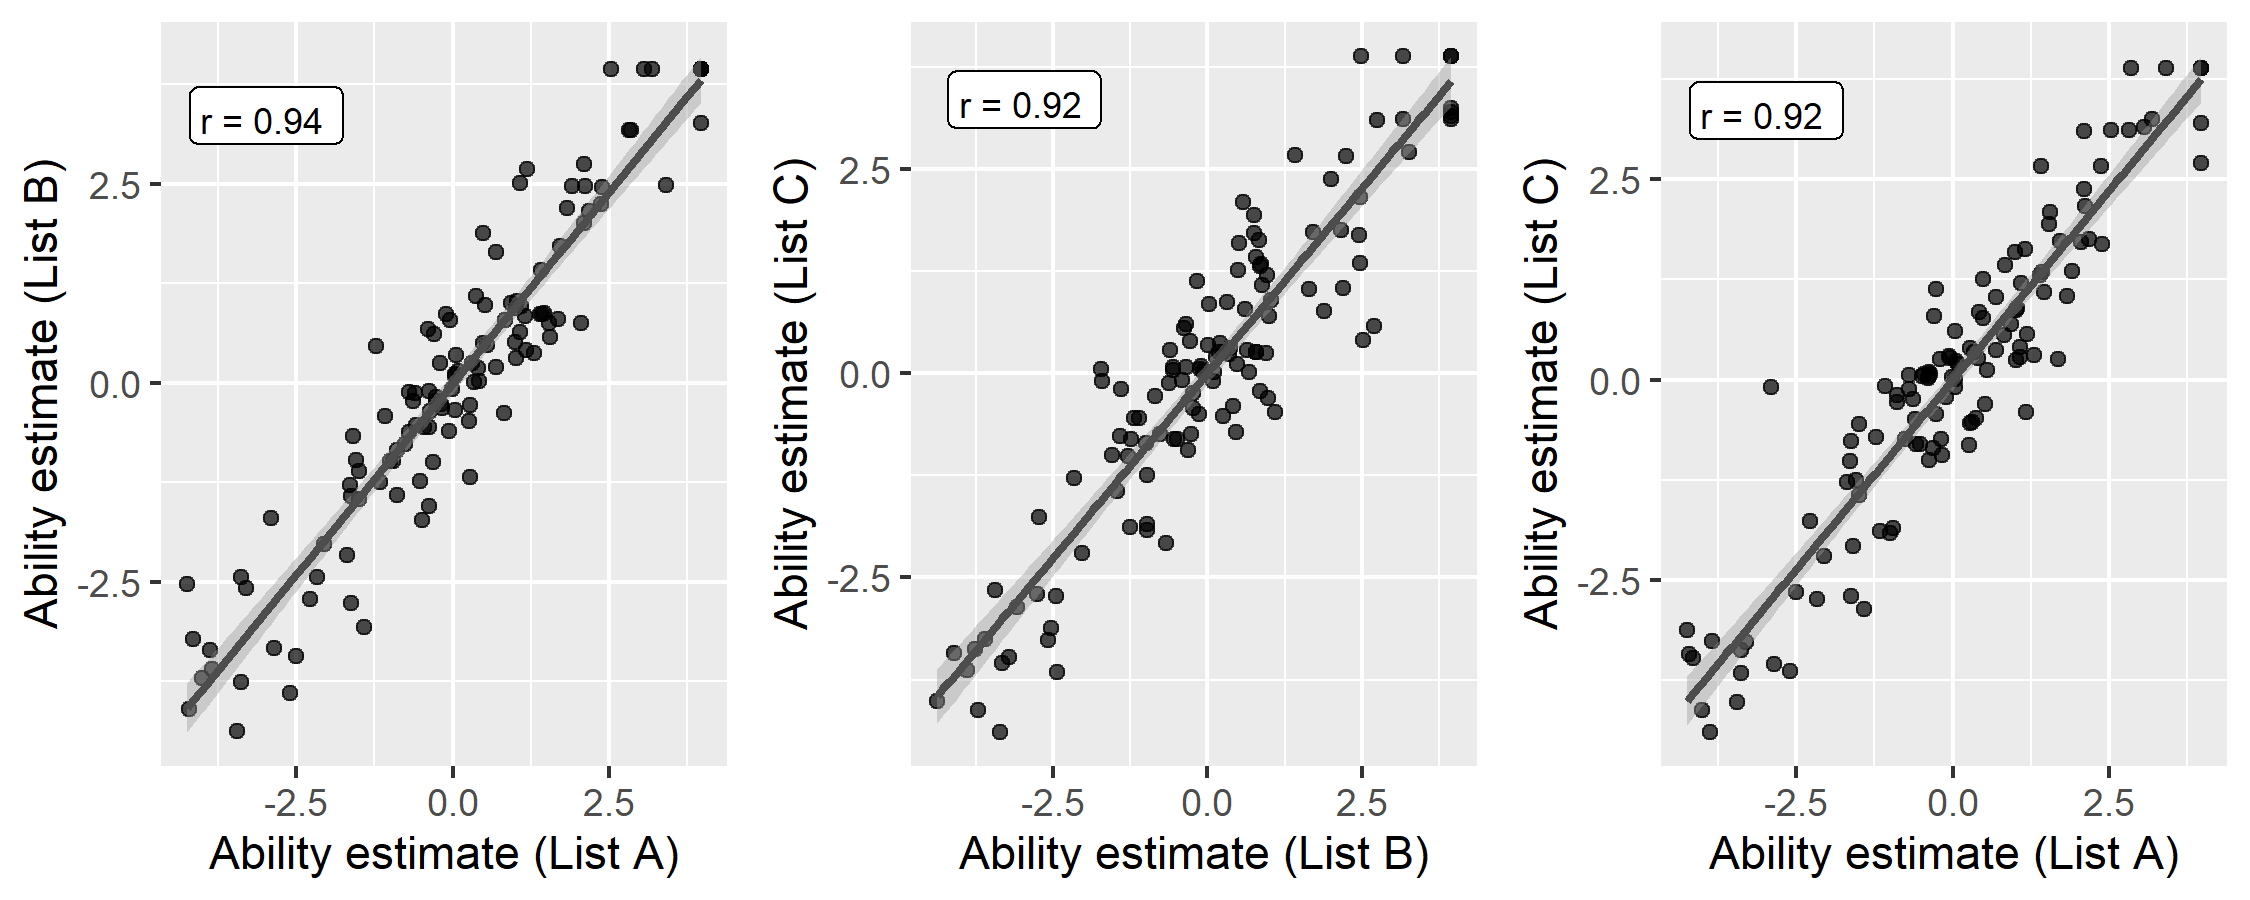 Ability estimate (List B)
2.5
0.0
-2.5
r = 0.94
-2.5 0.0 2.5
Ability estimate (List A)
Ability estimate (List C)
2.5
0.0
-2.5
r = 0.92
-2.5 0.0 2.5
Ability estimate (List B)
Ability estimate (List C)
2.5
0.0
-2.5
r = 0.92
-2.5 0.0 2.5
Ability estimate (List A)